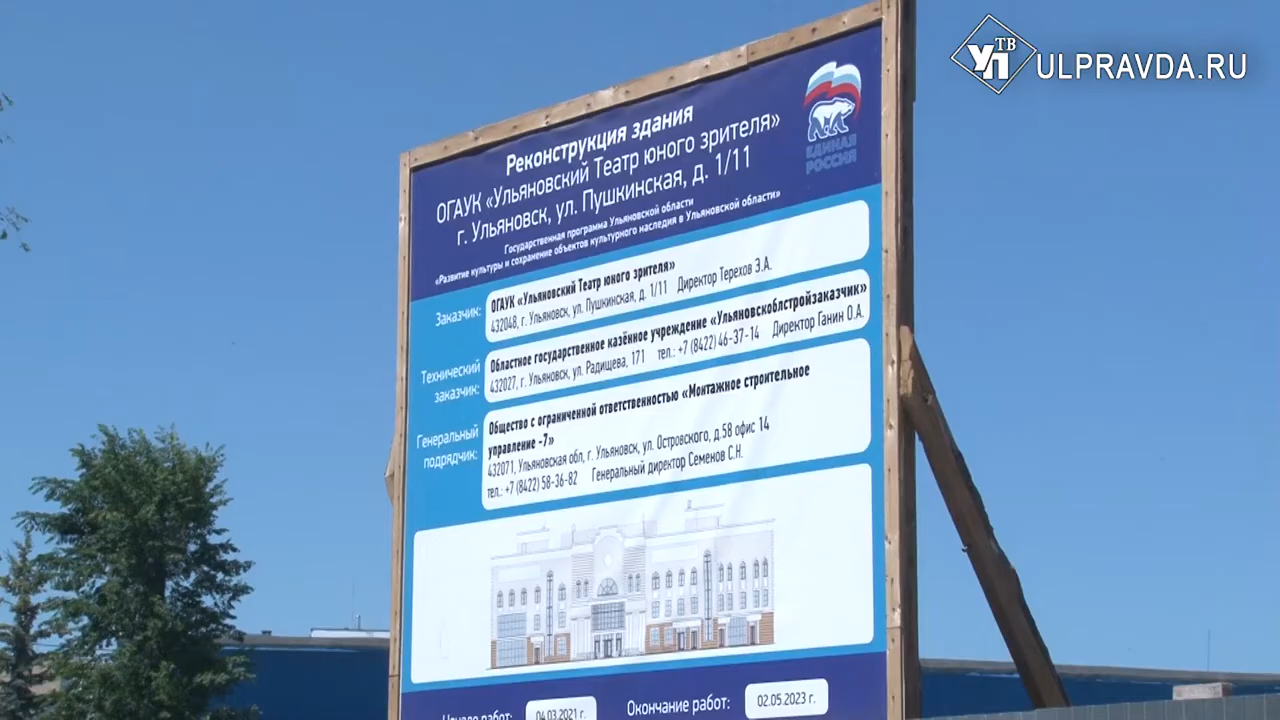 УП ТВ ULPRAVDA.RU
Реконструкция здания
ОГАУК «Ульяновский Театр юного зрителя»
г. Ульяновск, ул. Пушкинская, д. 1/11
Государственная программа Ульяновской области
«Развитие культуры и сохранение объектов культурного наследия в Ульяновской области»
ЕДИНАЯ
РОССИЯ
Заказчик:
ОГАУК «Ульяновский Театр юного зрителя»
432048, г. Ульяновск, ул. Пушкинская, д. 1/11 Директор Терехов Э.А.
Технический
заказчик:
Областное государственное казённое учреждение «Ульяновскоблстройзаказчик»
432027, г. Ульяновск, ул. Радищева, 171 тел.: +7 (8422) 46-37-14 Директор Ганин О.А.
Генеральный
подрядчик:
Общество с ограниченной ответственностью «Монтажное строительное
управление -7»
432071, Ульяновская обл, г. Ульяновск, ул. Островского, д.58 офис 14
тел.: +7 (8422) 58-36-82 Генеральный директор Семенов С.Н.
Начало работ: 04.03.2021 г. Окончание работ: 02.05.2023 г.